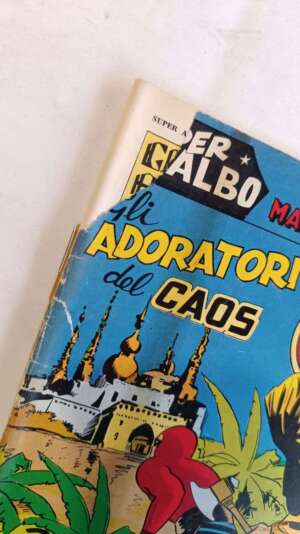 SUPER A
ER
ALBO
MA
gli
ADORATORI
del CAOS